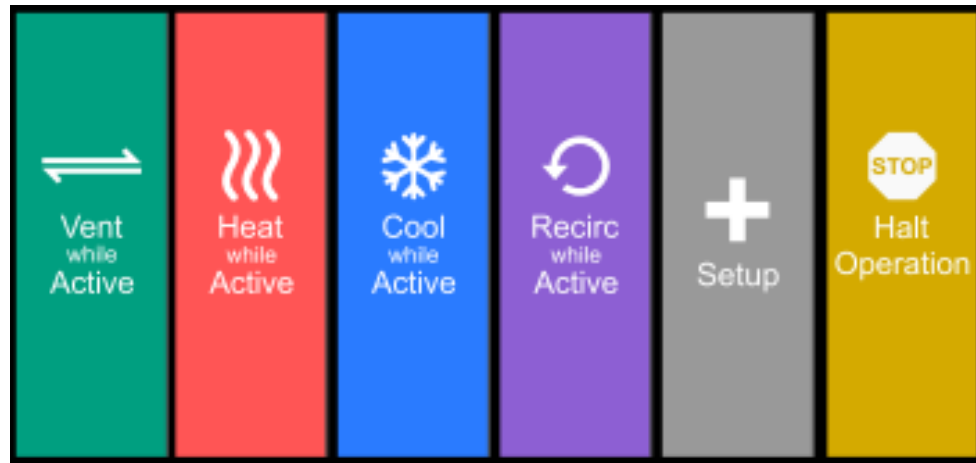 Vent
while
Active
Heat
while
Active
Cool
while
Active
Recirc
while
Active
Setup
STOP
Halt
Operation